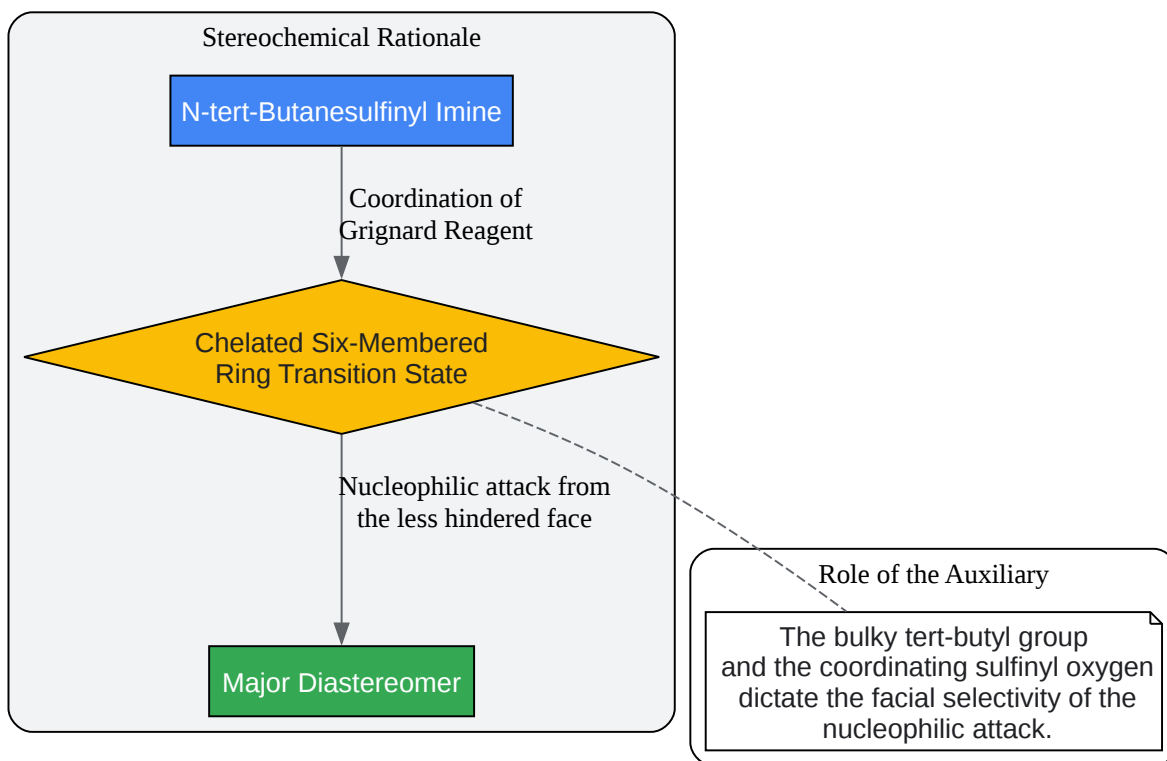 Stereochemical Rationale
N-tert-Butanesulfinyl Imine
Coordination of
Grignard Reagent
Chelated Six-Membered
Ring Transition State
Nucleophilic attack from
the less hindered face
Major Diastereomer
Role of the Auxiliary
The bulky tert-butyl group
and the coordinating sulfinyl oxygen
dictate the facial selectivity of the
nucleophilic attack.